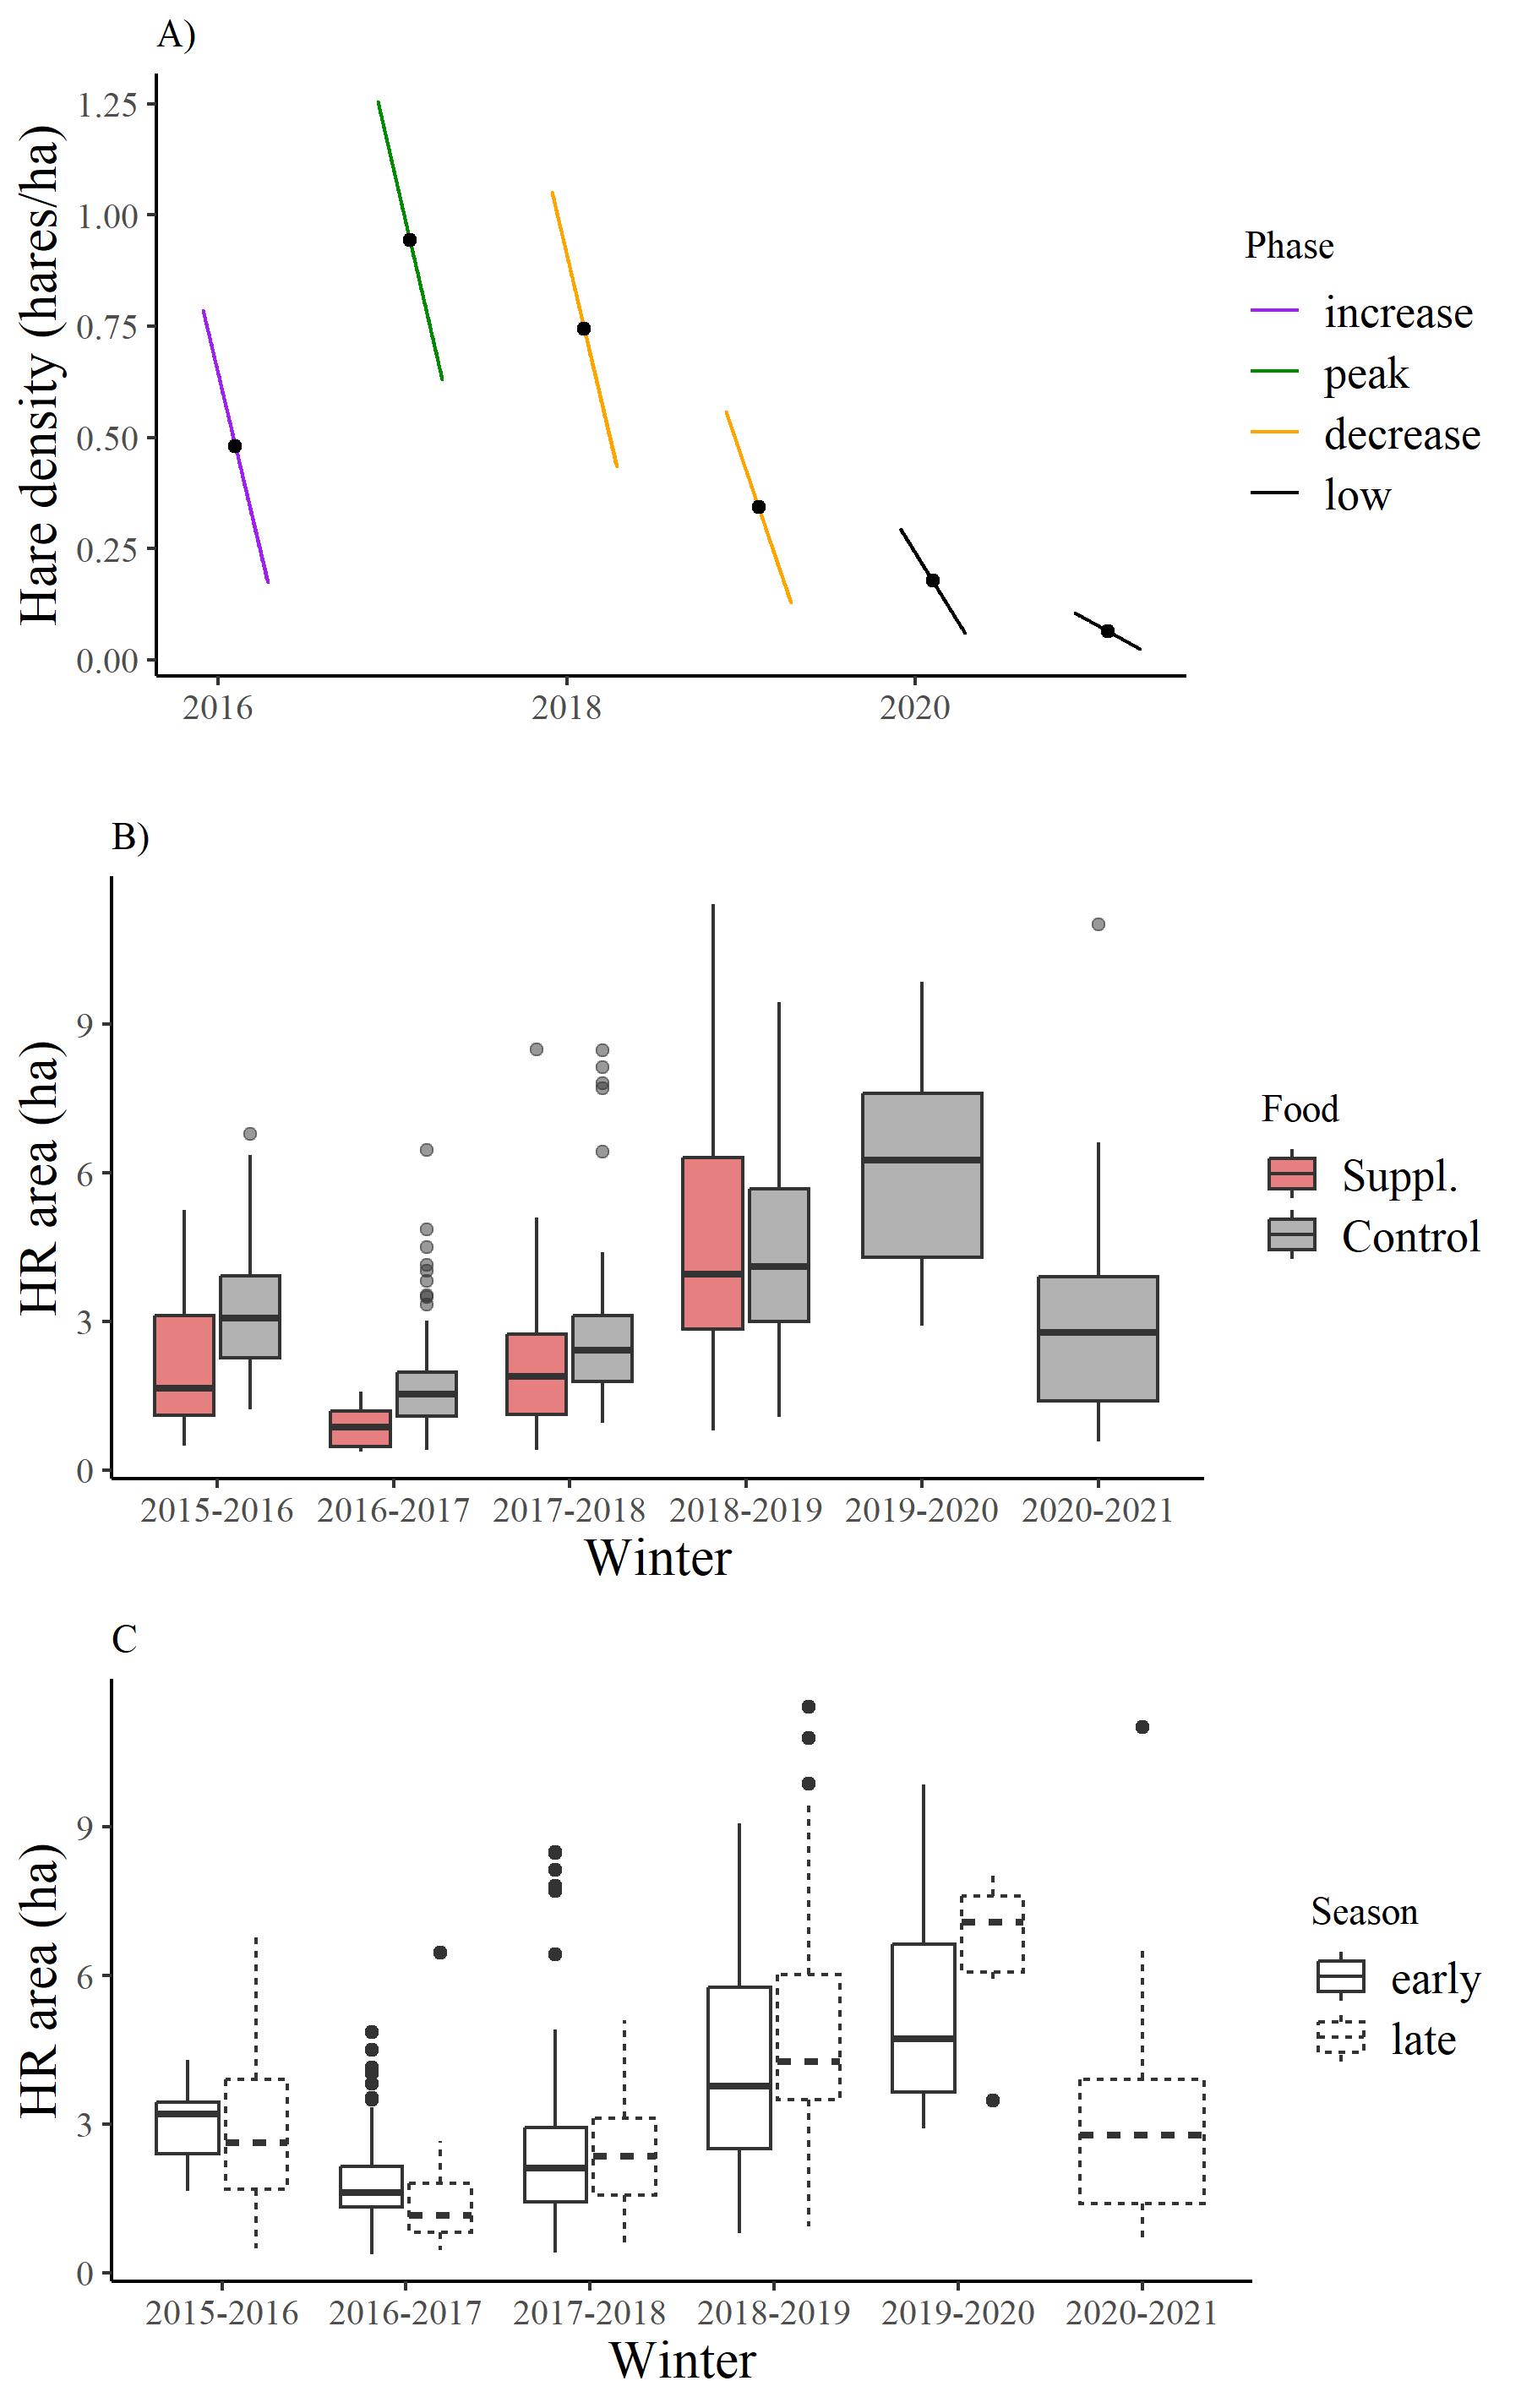 A)
Hare density (hares/ha)
1.25
1.00
0.75
0.50
0.25
0.00
2016 2018 2020
Phase
increase
peak
decrease
low
B)
HR area (ha)
9
6
3
0
2015-2016 2016-2017 2017-2018 2018-2019 2019-2020 2020-2021
Winter
Food
Suppl.
Control
C
HR area (ha)
9
6
3
0
2015-2016 2016-2017 2017-2018 2018-2019 2019-2020 2020-2021
Winter
Season
early
late